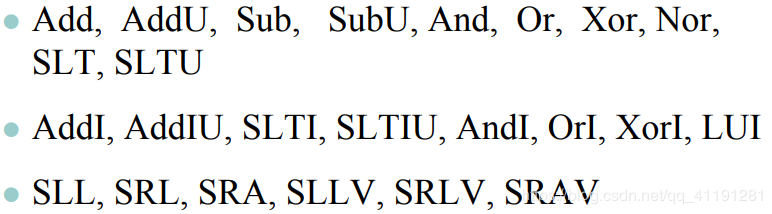 Add, AddU, Sub, SubU, And, Or, Xor, Nor,
SLT, SLTU
AddI, AddIU, SLTI, SLTIU, AndI, OrI, XorI, LUI
SLL, SRL, SRA, SLLV, SRLV, SRAV
blog.csdn.net/qq_41191281